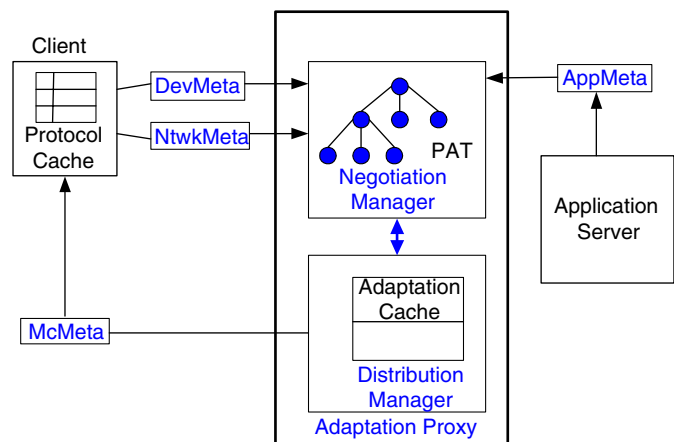 Client
Protocol
Cache
DevMeta
NtwkMeta
PAT
Negotiation
Manager
AppMeta
Application
Server
McMeta
Adaptation
Cache
Distribution
Manager
Adaptation Proxy